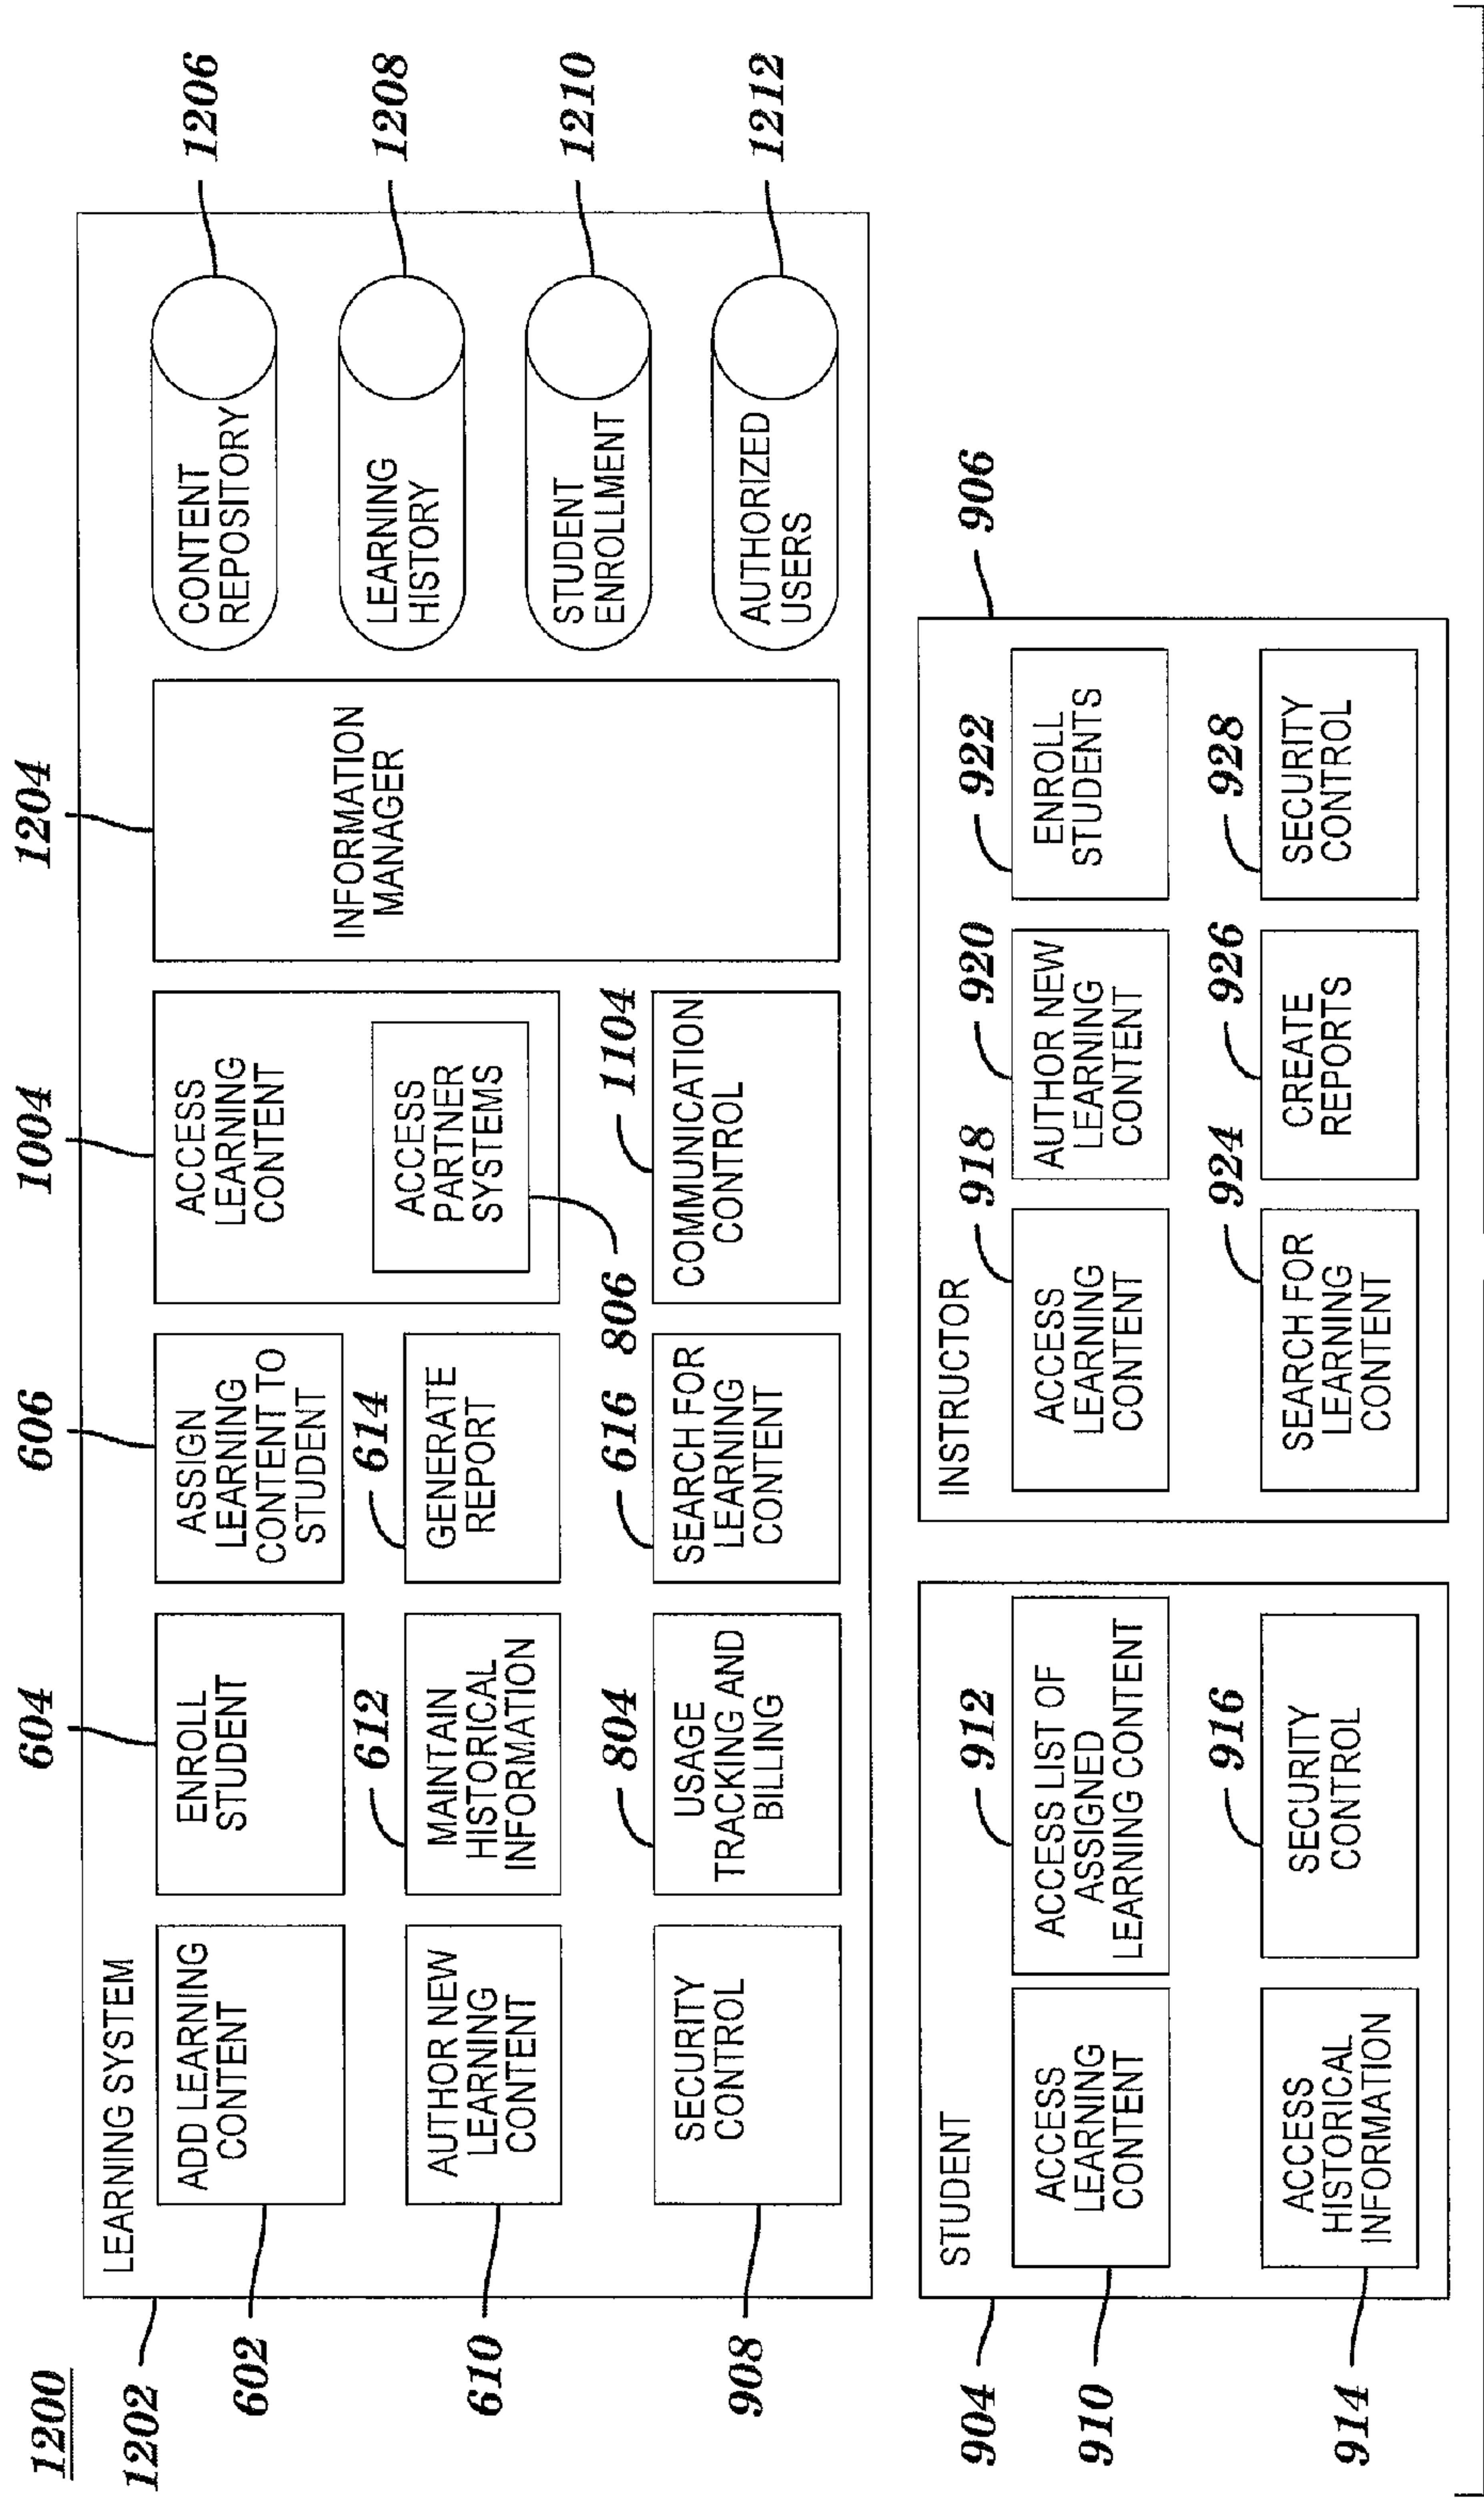 1200
1202
LEARNING SYSTEM
602
ADD LEARNING
CONTENT
604
ENROLL
STUDENT
606
ASSIGN
LEARNING
CONTENT TO
STUDENT
1004
ACCESS
LEARNING
CONTENT
ACCESS
PARTNER
SYSTEMS
806
1204
INFORMATION
MANAGER
CONTENT
REPOSITORY
1206
LEARNING
HISTORY
1208
STUDENT
ENROLLMENT
1210
AUTHORIZED
USERS
1212
610
AUTHOR NEW
LEARNING
CONTENT
612
MAINTAIN
HISTORICAL
INFORMATION
614
GENERATE
REPORT
908
SECURITY
CONTROL
804
USAGE
TRACKING AND
BILLING
616
SEARCH FOR
LEARNING
CONTENT
1104
COMMUNICATION
CONTROL
904
STUDENT
910
ACCESS
LEARNING
CONTENT
912
ACCESS LIST OF
ASSIGNED
LEARNING CONTENT
914
ACCESS
HISTORICAL
INFORMATION
916
SECURITY
CONTROL
906
INSTRUCTOR
918
ACCESS
LEARNING
CONTENT
920
AUTHOR NEW
LEARNING
CONTENT
922
ENROLL
STUDENTS
924
SEARCH FOR
LEARNING
CONTENT
926
CREATE
REPORTS
928
SECURITY
CONTROL